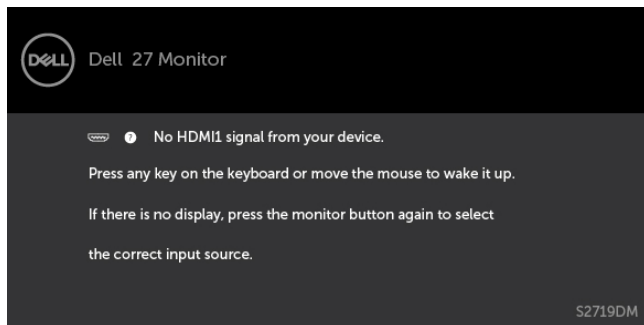 DELL
Dell 27 Monitor
? No HDMI1 signal from your device.
Press any key on the keyboard or move the mouse to wake it up.
If there is no display, press the monitor button again to select
the correct input source.
S2719DM